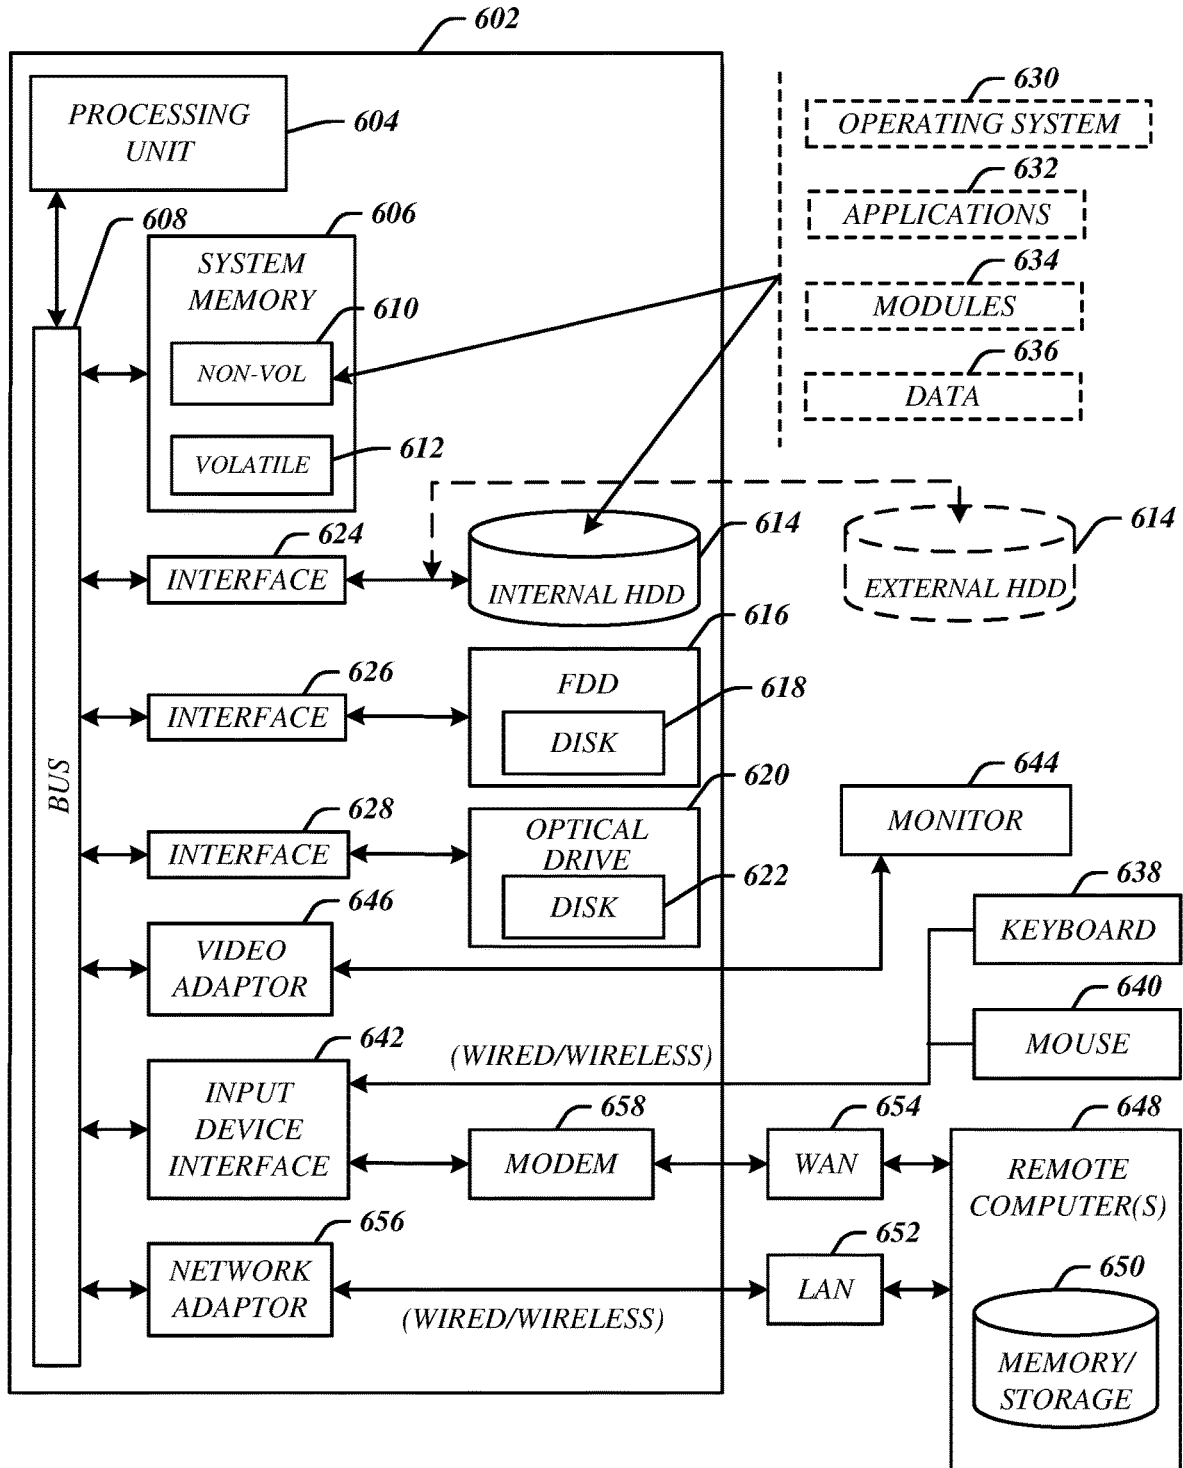 602
PROCESSING
UNIT
604
630
OPERATING SYSTEM
632
APPLICATIONS
634
MODULES
636
DATA
608
606
SYSTEM
MEMORY
610
NON-VOL
612
VOLATILE
624
INTERFACE
614
INTERNAL HDD
614
EXTERNAL HDD
616
FDD
618
DISK
626
INTERFACE
BUS
620
OPTICAL
DRIVE
622
DISK
628
INTERFACE
644
MONITOR
646
VIDEO
ADAPTOR
638
KEYBOARD
640
MOUSE
642
INPUT
DEVICE
INTERFACE
(WIRED/WIRELESS)
658
MODEM
654
WAN
648
REMOTE
COMPUTER(S)
656
NETWORK
ADAPTOR
(WIRED/WIRELESS)
652
LAN
650
MEMORY/
STORAGE